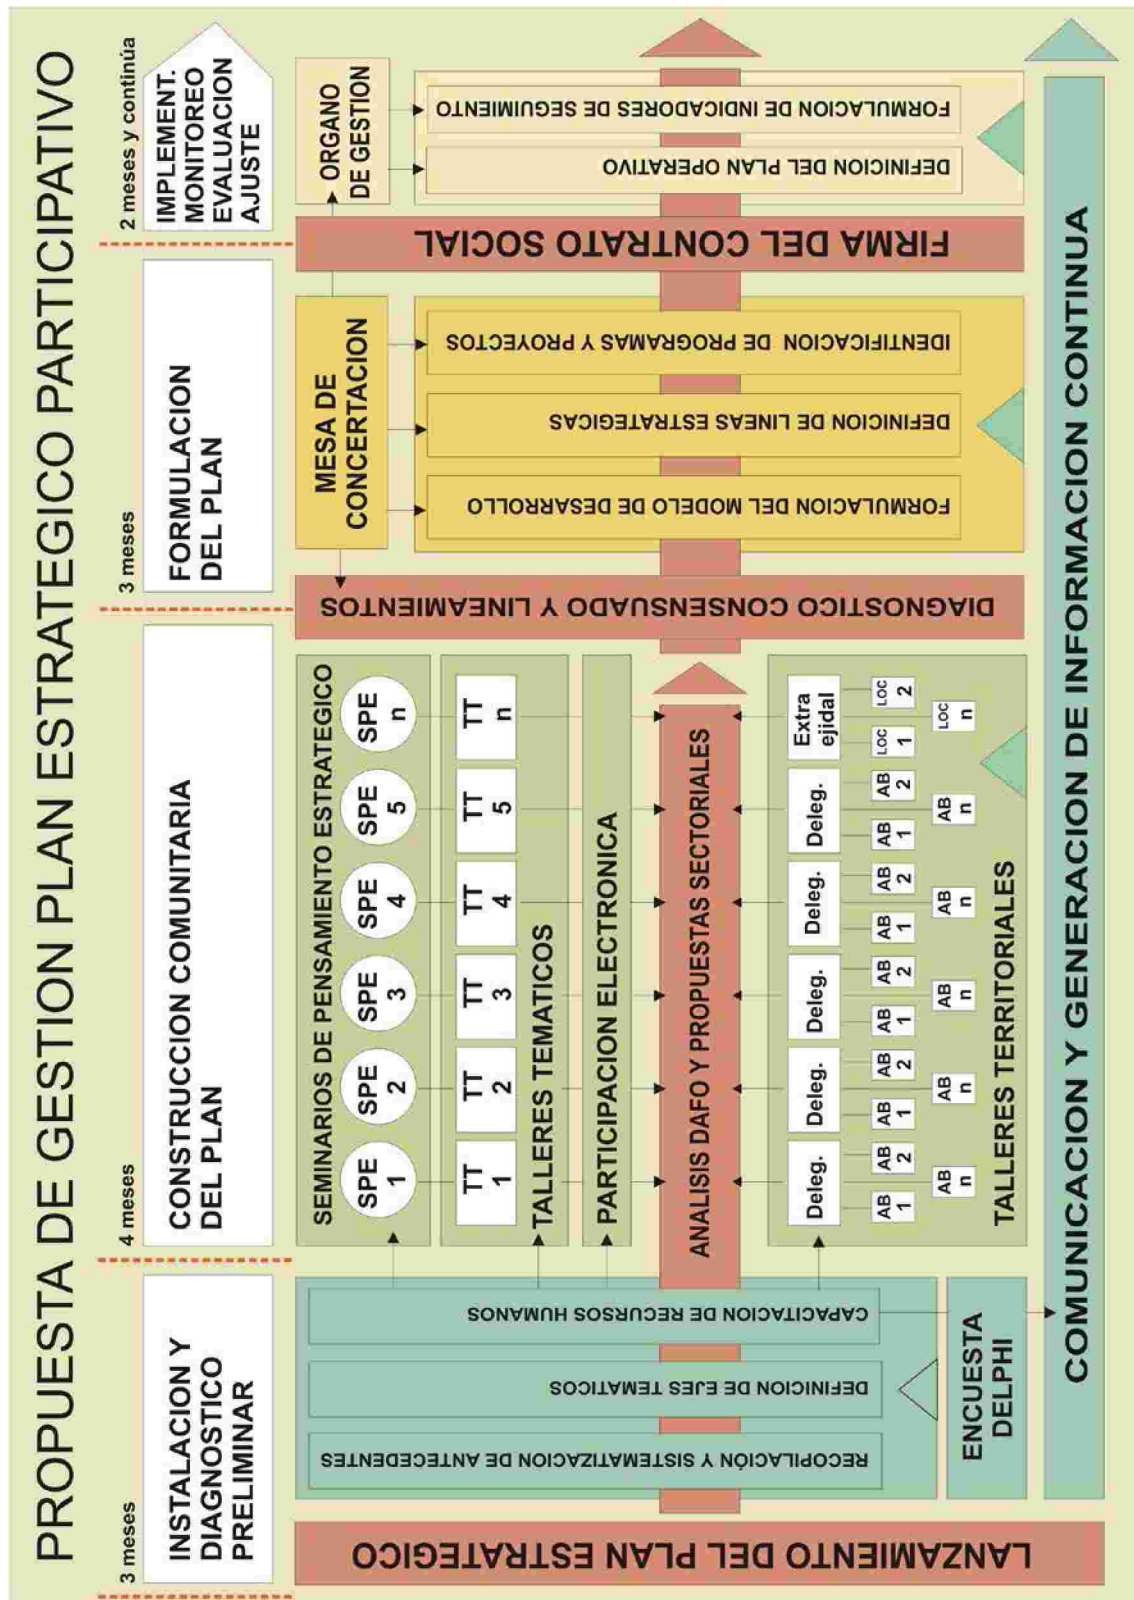 PROPUESTA DE GESTION PLAN ESTRATEGICO PARTICIPATIVO
3 meses
4 meses
3 meses
2 meses y continúa
INSTALACION Y
DIAGNOSTICO
PRELIMINAR
CONSTRUCCION COMUNITARIA
DEL PLAN
FORMULACION
DEL PLAN
IMPLEMENT.
MONITOREO
EVALUACION
AJUSTE
LANZAMIENTO DEL PLAN ESTRATEGICO
RECOPILACIÓN Y SISTEMATIZACION DE ANTECEDENTES
DEFINICION DE EJES TEMATICOS
CAPACITACION DE RECURSOS HUMANOS
ENCUESTA
DELPHI
SEMINARIOS DE PENSAMIENTO ESTRATEGICO
SPE
1
SPE
2
SPE
3
SPE
4
SPE
5
SPE
n
TT
1
TT
2
TT
3
TT
4
TT
5
TT
n
TALLERES TEMATICOS
PARTICIPACION ELECTRONICA
ANALISIS DAFO Y PROPUESTAS SECTORIALES
Deleg.
AB
1
AB
2
AB
n
Deleg.
AB
1
AB
2
AB
n
Deleg.
AB
1
AB
2
AB
n
Deleg.
AB
1
AB
2
AB
n
Deleg.
AB
1
AB
2
AB
n
Extra
ejidal
LOC
1
LOC
2
LOC
n
TALLERES TERRITORIALES
DIAGNOSTICO CONSENSUADO Y LINEAMIENTOS
MESA DE
CONCERTACION
FORMULACION DEL MODELO DE DESARROLLO
DEFINICION DE LINEAS ESTRATEGICAS
IDENTIFICACION DE PROGRAMAS Y PROYECTOS
FIRMA DEL CONTRATO SOCIAL
ORGANO
DE GESTION
DEFINICION DEL PLAN OPERATIVO
FORMULACION DE INDICADORES DE SEGUIMIENTO
COMUNICACION Y GENERACION DE INFORMACION CONTINUA